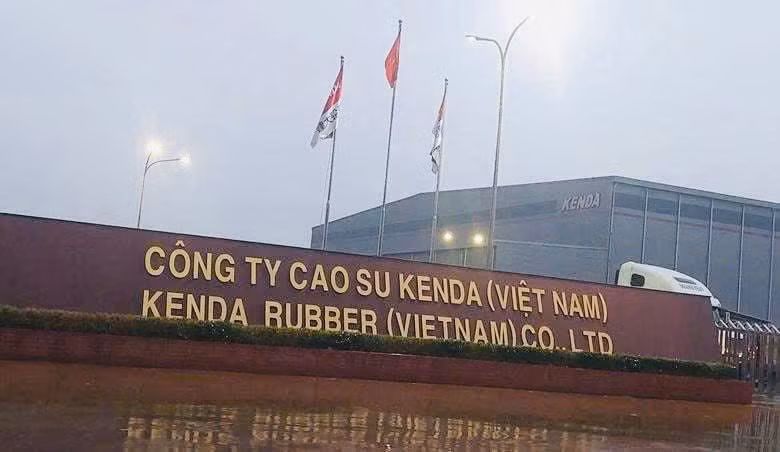 KENDA
CÔNG TY CAO SU KENDA (VIỆT NAM)
KENDA RUBBER (VIETNAM) CO., LTD